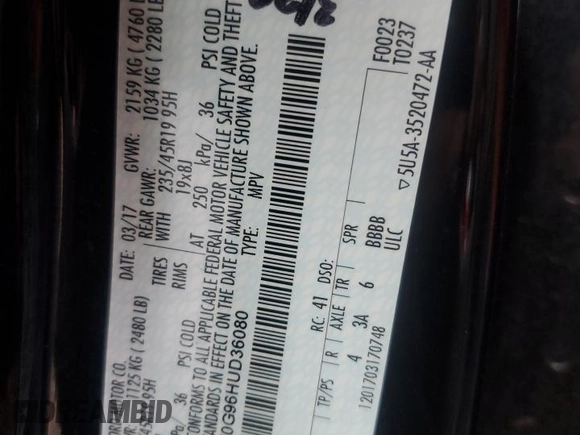 DATE: 03/17 GVWR: 2159 KG ( 4760 L
1125 KG ( 2480 LB) REAR GAWR: 1034 KG ( 2280 LB
95H TIRES WITH 235/45R19 95H
RIMS 19x8J
36 PSI COLD AT 250 kPa/ 36 PSI COLD
CONFORMS TO ALL APPLICABLE FEDERAL MOTOR VEHICLE SAFETY AND THEFT
STANDARDS IN EFFECT ON THE DATE OF MANUFACTURE SHOWN ABOVE.
0G96HUD36080 TYPE: MPV
F0023
RC: 41 DSO: T0237
TP/PS R AXLE TR SPR
4 3A 6 BBBB
1201703170748 ULC ▽5U5A-3520472-AA
DREAMBID